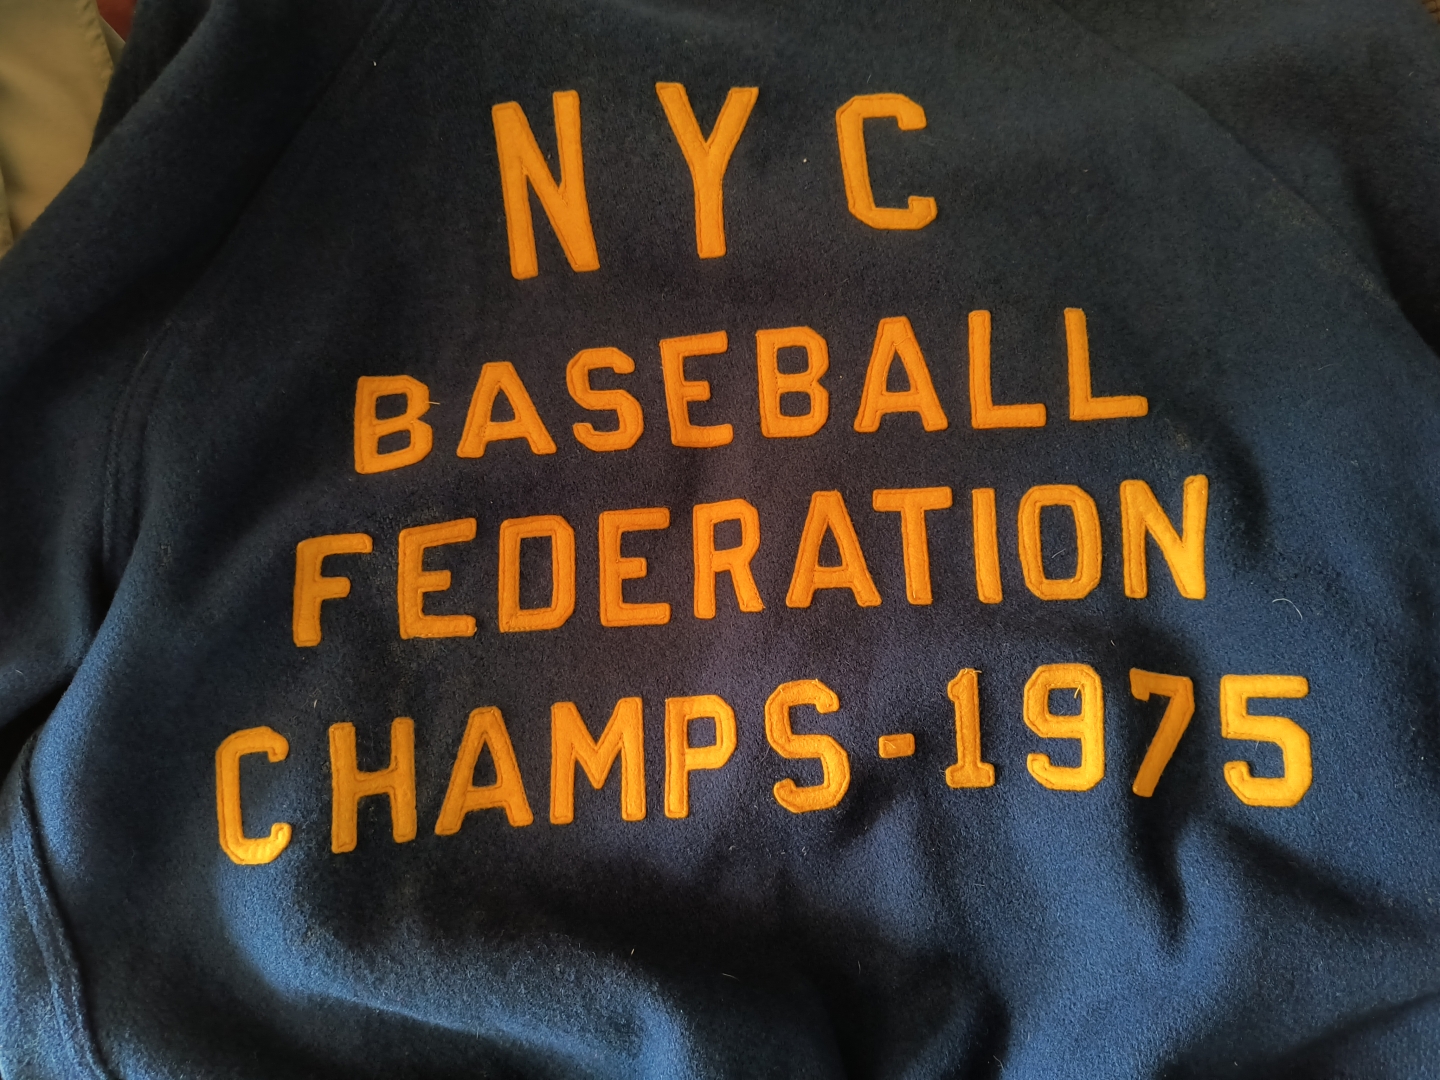 NYC
BASEBALL
FEDERATION
CHAMPS-1975